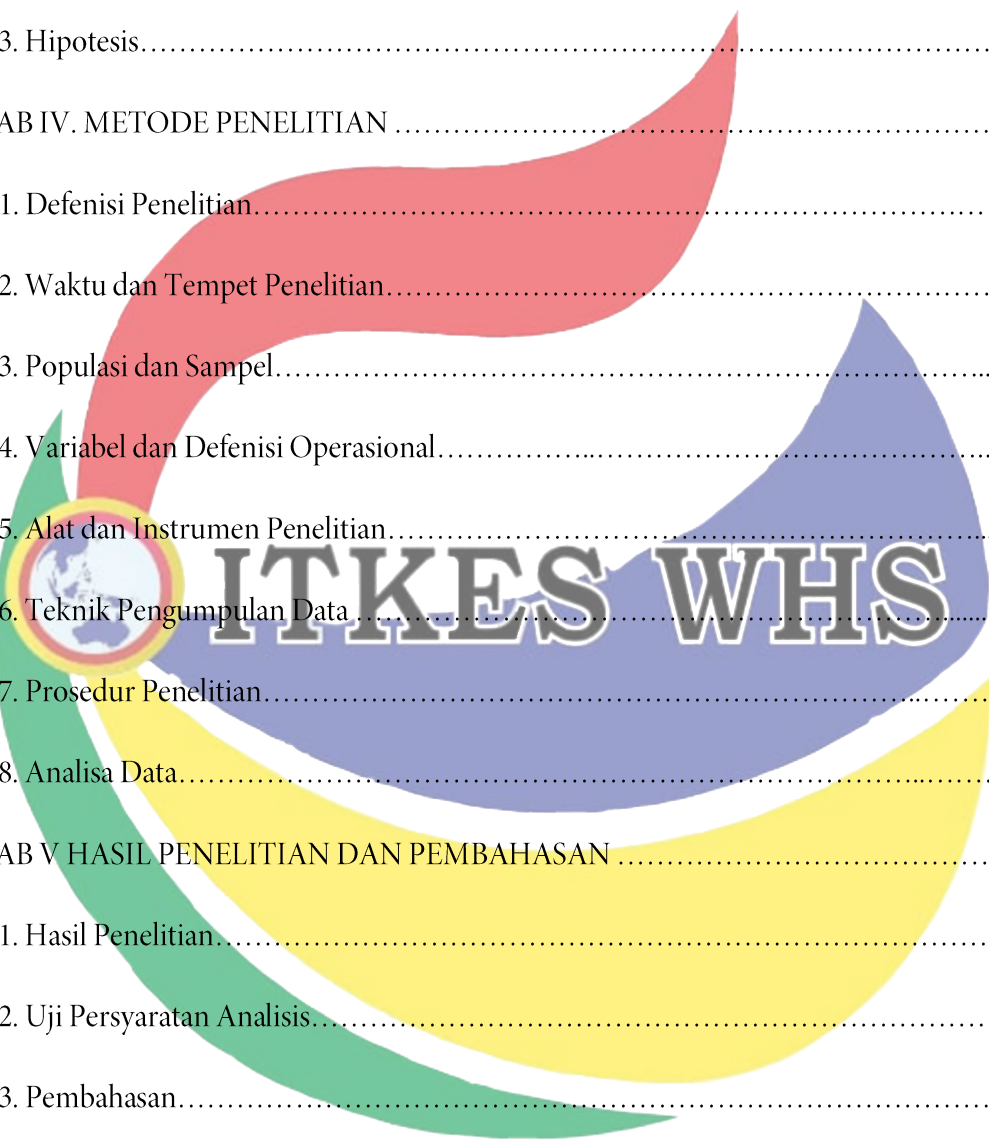 3. Hipotesis……………………………………………………………………
AB IV. METODE PENELITIAN ……………………………………………
1. Defenisi Penelitian…………………………………………………………
2. Waktu dan Tempet Penelitian………………………………………………
3. Populasi dan Sampel………………………………………………………..
4. Variabel dan Defenisi Operasional…………...……………………………..
5. Alat dan Instrumen Penelitian………………………………………………...
ITKES WHS
6. Teknik Pengumpulan Data …………………………………………………......
7. Prosedur Penelitian……………………………………………………..……
8. Analisa Data……………………………………………………………..……
AB V HASIL PENELITIAN DAN PEMBAHASAN …………………………
1. Hasil Penelitian………………………………………………………………
2. Uji Persyaratan Analisis………………………………………………………
3. Pembahasan……………………………………………………………………